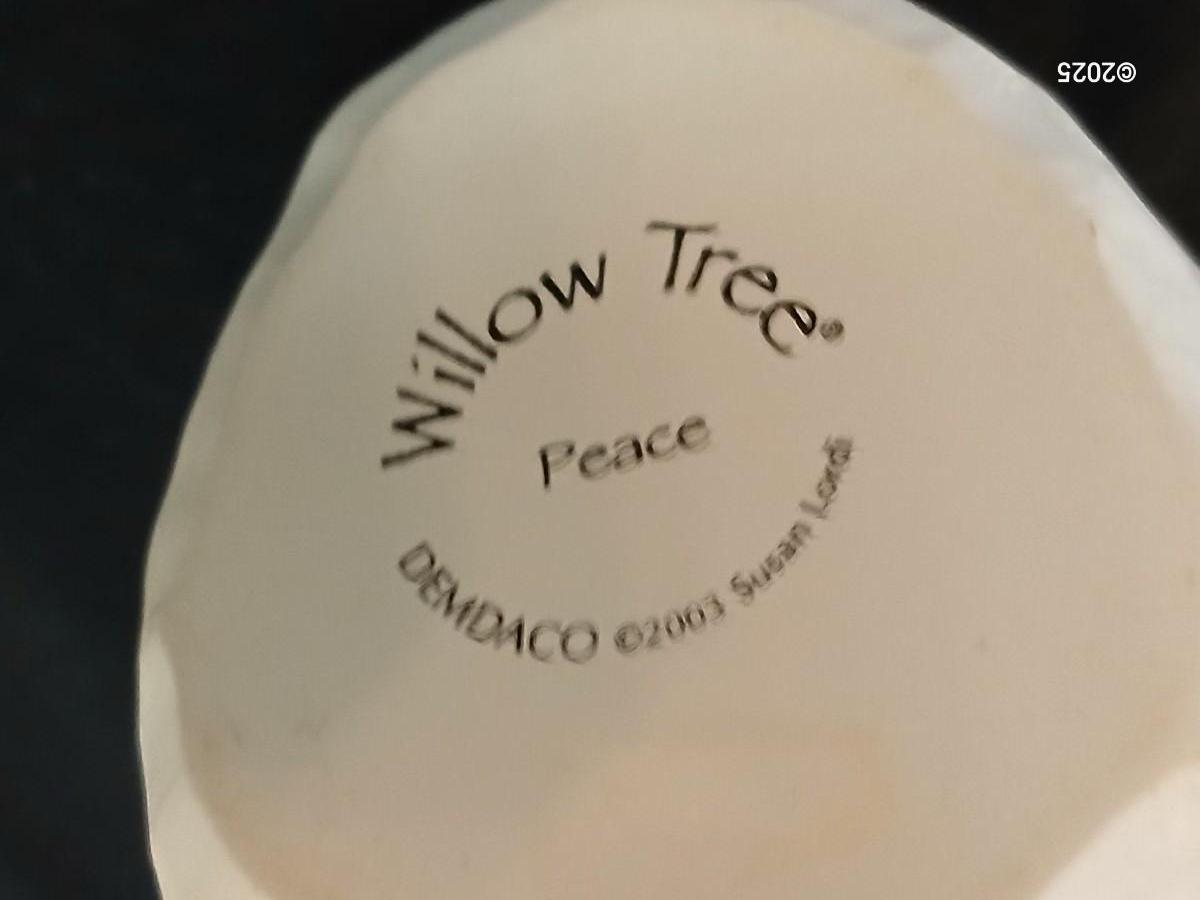 ©2025
Willow Tree®
Peace
DEMDACO ©2003 Susan Lordi